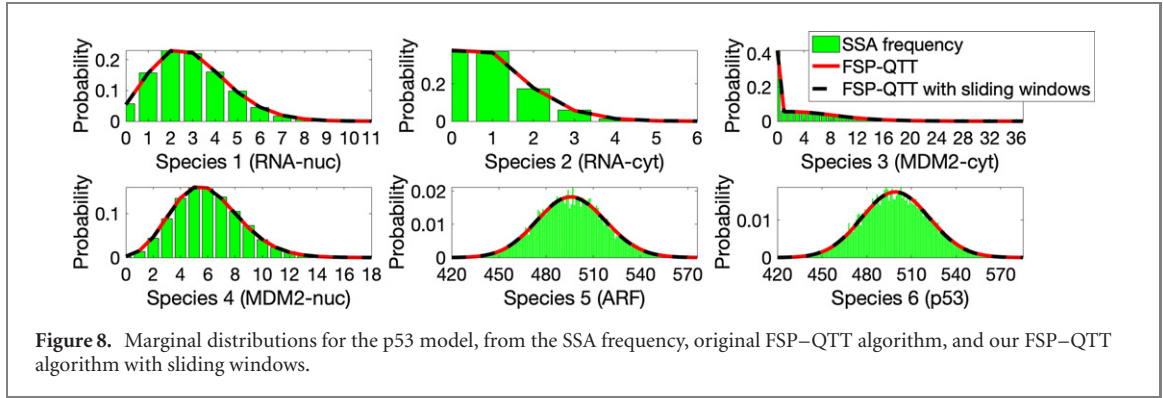 Probability
0.2
0.1
0
0 1 2 3 4 5 6 7 8 9 10 11
Species 1 (RNA-nuc)
Probability
0.2
0
0 1 2 3 4 5 6
Species 2 (RNA-cyt)
Probability
0.4
0.2
0
0 4 8 12 16 20 24 28 32 36
Species 3 (MDM2-cyt)
SSA frequency
FSP-QTT
FSP-QTT with sliding windows
Probability
0.1
0
0 2 4 6 8 10 12 14 16 18
Species 4 (MDM2-nuc)
Probability
0.02
0.01
0
420 450 480 510 540 570
Species 5 (ARF)
Probability
0.01
0
420 450 480 510 540 570
Species 6 (p53)
Figure 8. Marginal distributions for the p53 model, from the SSA frequency, original FSP–QTT algorithm, and our FSP–QTT
algorithm with sliding windows.